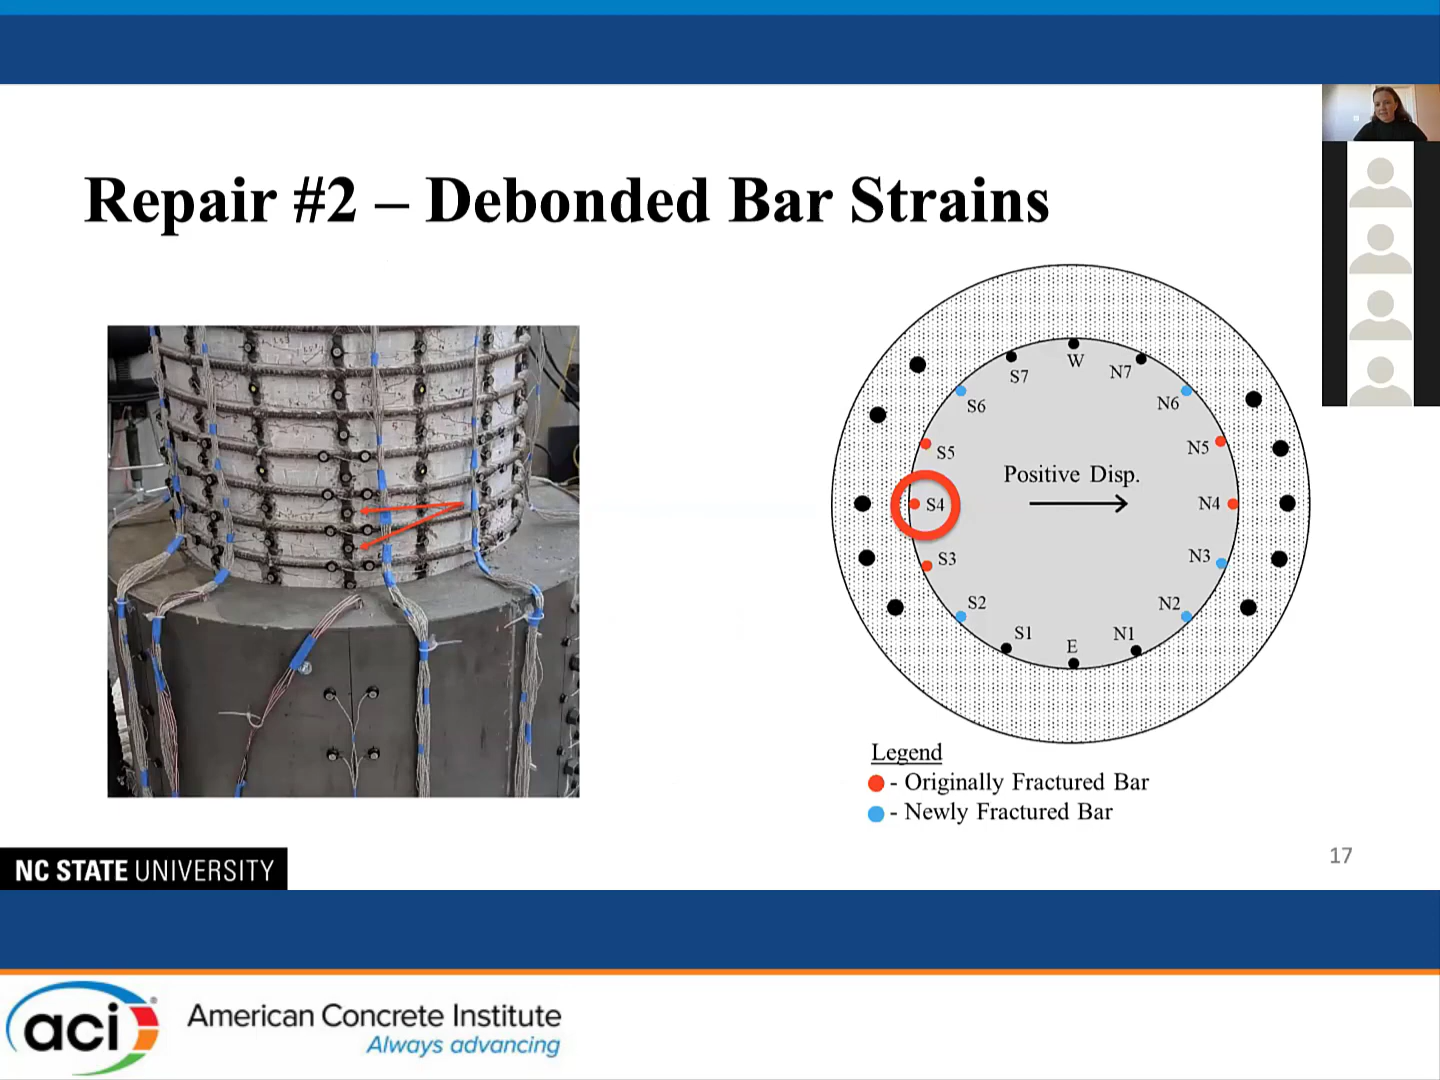 Repair #2 – Debonded Bar Strains
W
S7
N7
S6
N6
S5
N5
Positive Disp.
S4
N4
S3
N3
S2
N2
S1
E
N1
Legend
- Originally Fractured Bar
- Newly Fractured Bar
17
NC STATE UNIVERSITY
aci
American Concrete Institute
Always advancing